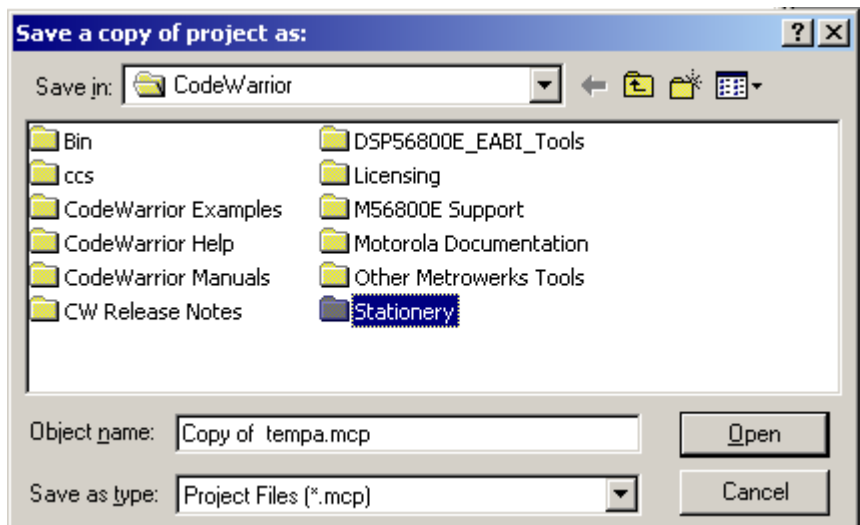 Save a copy of project as:
Save in: CodeWarrior
Bin
ccs
CodeWarrior Examples
CodeWarrior Help
CodeWarrior Manuals
CW Release Notes
DSP56800E_EABI_Tools
Licensing
M56800E Support
Motorola Documentation
Other Metrowerks Tools
Stationery
Object name: Copy of  tempa.mcp
Open
Save as type: Project Files (*.mcp)
Cancel